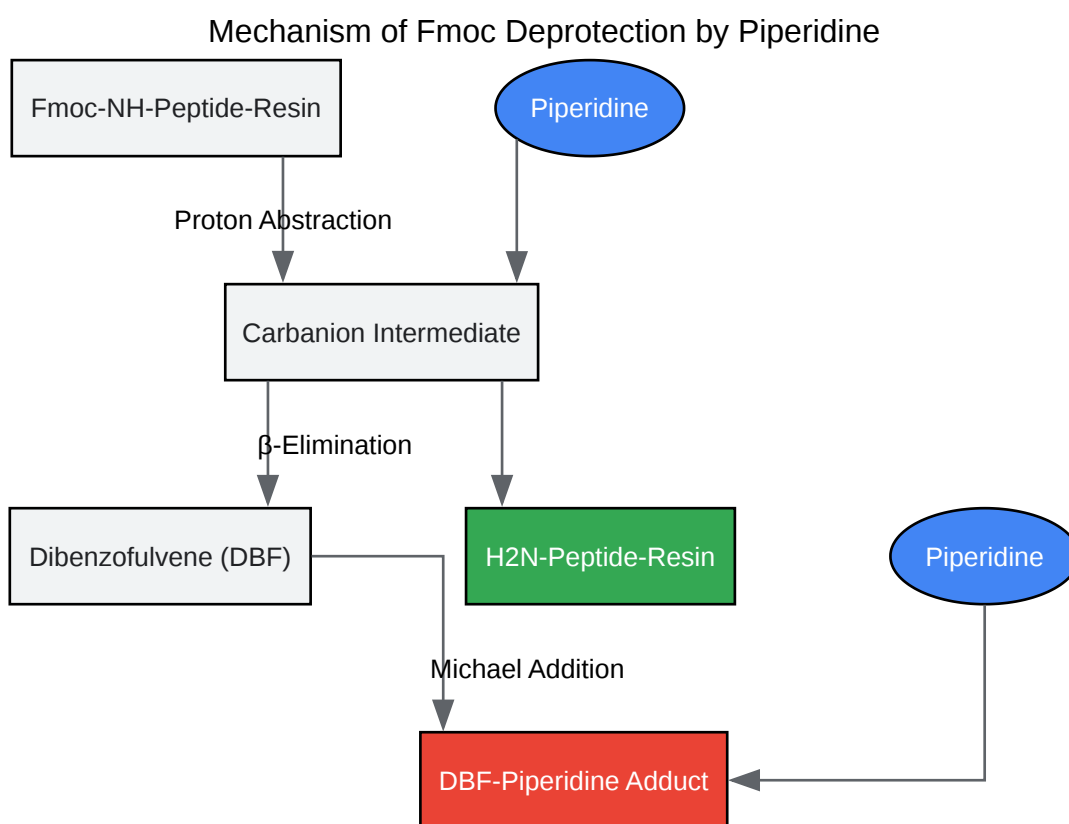 Mechanism of Fmoc Deprotection by Piperidine
Fmoc-NH-Peptide-Resin
Piperidine
Proton Abstraction
Carbanion Intermediate
β-Elimination
Dibenzofulvene (DBF)
H2N-Peptide-Resin
Piperidine
Michael Addition
DBF-Piperidine Adduct